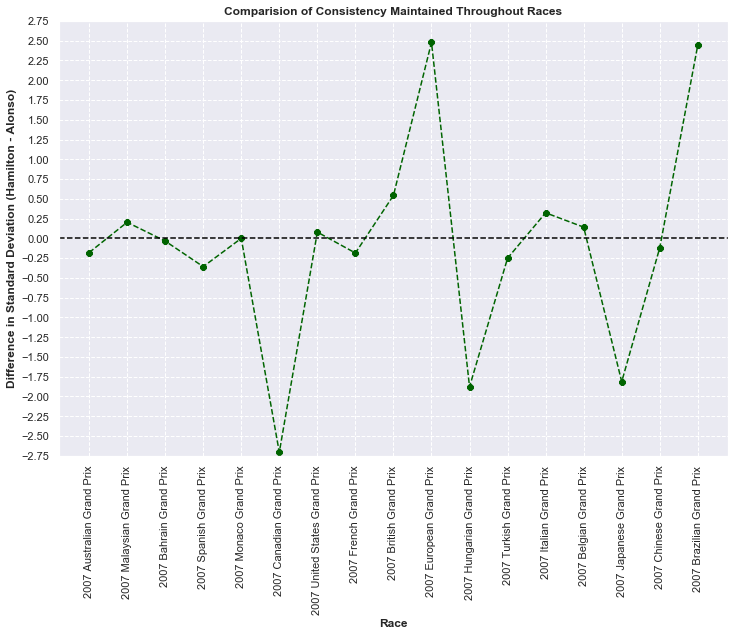 Comparision of Consistency Maintained Throughout Races
Difference in Standard Deviation (Hamilton - Alonso)
2.75
2.50
2.25
2.00
1.75
1.50
1.25
1.00
0.75
0.50
0.25
0.00
−0.25
−0.50
−0.75
−1.00
−1.25
−1.50
−1.75
−2.00
−2.25
−2.50
−2.75
2007 Australian Grand Prix
2007 Malaysian Grand Prix
2007 Bahrain Grand Prix
2007 Spanish Grand Prix
2007 Monaco Grand Prix
2007 Canadian Grand Prix
2007 United States Grand Prix
2007 French Grand Prix
2007 British Grand Prix
2007 European Grand Prix
2007 Hungarian Grand Prix
2007 Turkish Grand Prix
2007 Italian Grand Prix
2007 Belgian Grand Prix
2007 Japanese Grand Prix
2007 Chinese Grand Prix
2007 Brazilian Grand Prix
Race